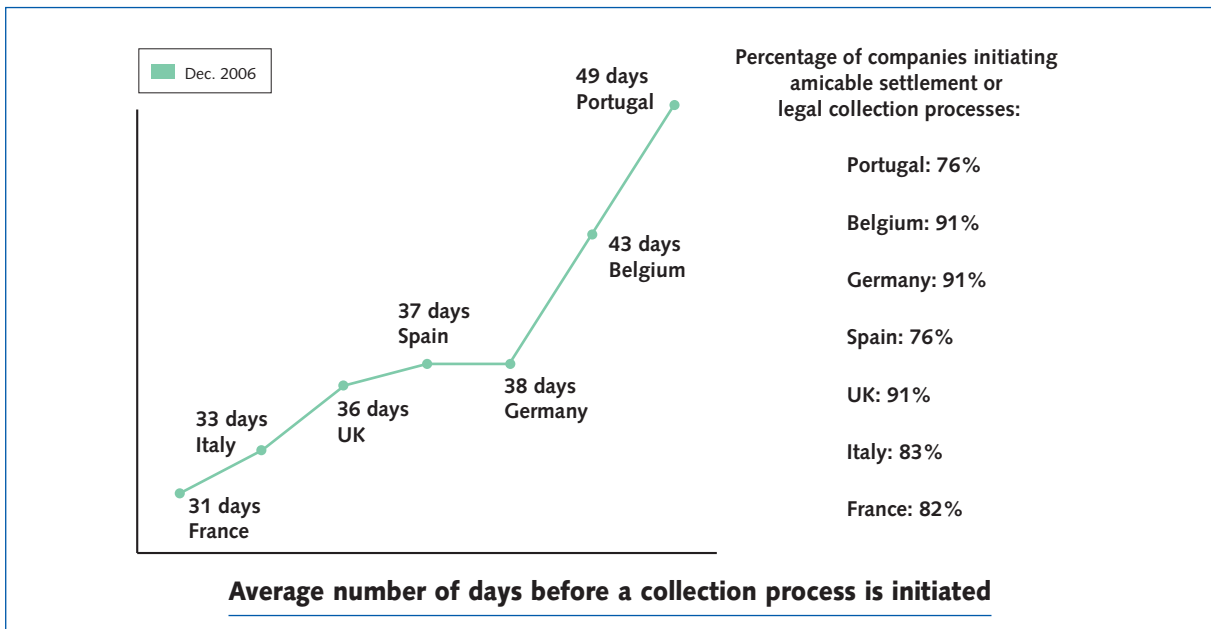 Dec. 2006
49 days
Portugal
43 days
Belgium
37 days
Spain
38 days
Germany
36 days
UK
33 days
Italy
31 days
France
Percentage of companies initiating
amicable settlement or
legal collection processes:
Portugal: 76%
Belgium: 91%
Germany: 91%
Spain: 76%
UK: 91%
Italy: 83%
France: 82%
Average number of days before a collection process is initiated